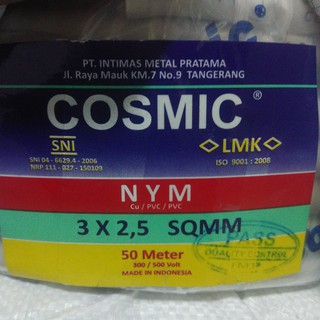 PT. INTIMAS METAL PRATAMA
Jl. Raya Mauk KM.7 No.9 TANGERANG
COSMIC ®
SNI
LMK
SNI 04 - 6629.4 - 2006
ISO 9001 : 2008
NRP 111 - 027 - 150109
NYM
Cu / PVC / PVC
3 X 2,5 SQMM
50 Meter
300 / 500 Volt
MADE IN INDONESIA
PASS
QUALITY CONTROL